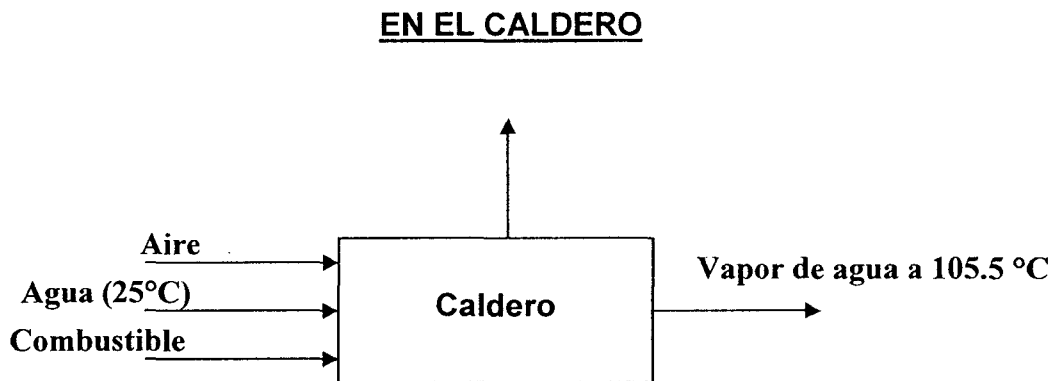 EN EL CALDERO
Aire
Agua (25°C)
Combustible
Caldero
Vapor de agua a 105.5 °C